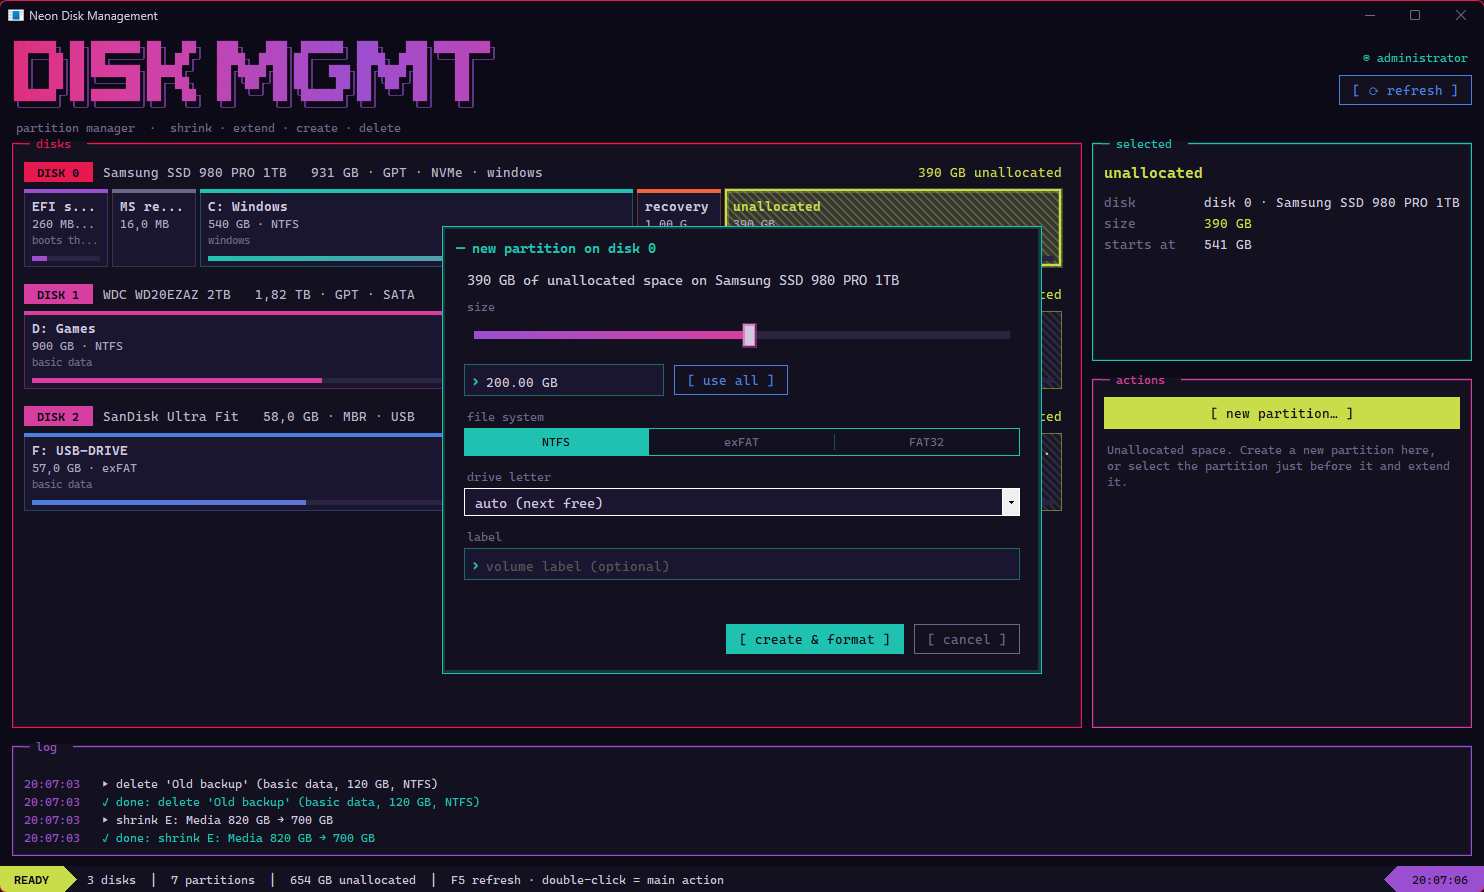 Neon Disk Management
DISK MGMT
administrator
[ ⟳ refresh ]
partition manager · shrink · extend · create · delete
disks
DISK 0 Samsung SSD 980 PRO 1TB 931 GB · GPT · NVMe · windows 390 GB unallocated
EFI s... MS re... C: Windows recovery unallocated
260 MB... 16,0 MB 540 GB · NTFS 1,00 G 390 GB
boots th... windows
DISK 1 WDC WD20EZAZ 2TB 1,82 TB · GPT · SATA
D: Games
900 GB · NTFS
basic data
DISK 2 SanDisk Ultra Fit 58,0 GB · MBR · USB
F: USB-DRIVE
57,0 GB · exFAT
basic data
new partition on disk 0
390 GB of unallocated space on Samsung SSD 980 PRO 1TB
size
› 200.00 GB [ use all ]
file system
NTFS exFAT FAT32
drive letter
auto (next free)
label
› volume label (optional)
[ create & format ] [ cancel ]
selected
unallocated
disk disk 0 · Samsung SSD 980 PRO 1TB
size 390 GB
starts at 541 GB
actions
[ new partition… ]
Unallocated space. Create a new partition here,
or select the partition just before it and extend
it.
log
20:07:03 ▸ delete 'Old backup' (basic data, 120 GB, NTFS)
20:07:03 ✓ done: delete 'Old backup' (basic data, 120 GB, NTFS)
20:07:03 ▸ shrink E: Media 820 GB → 700 GB
20:07:03 ✓ done: shrink E: Media 820 GB → 700 GB
READY 3 disks | 7 partitions | 654 GB unallocated | F5 refresh · double-click = main action 20:07:06